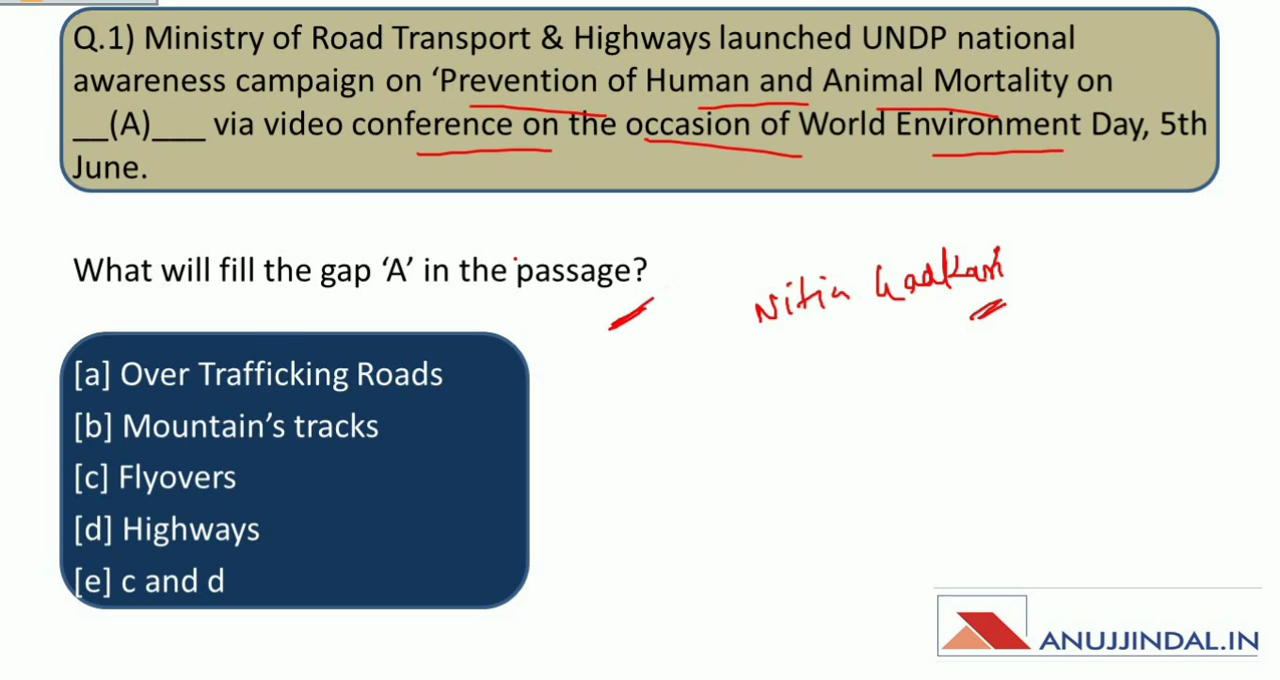 Q.1) Ministry of Road Transport & Highways launched UNDP national
awareness campaign on ‘Prevention of Human and Animal Mortality on
__(A)___ via video conference on the occasion of World Environment Day, 5th
June.
What will fill the gap ‘A’ in the passage?
Nitin Gadkari
[a] Over Trafficking Roads
[b] Mountain’s tracks
[c] Flyovers
[d] Highways
[e] c and d
ANUJJINDAL.IN